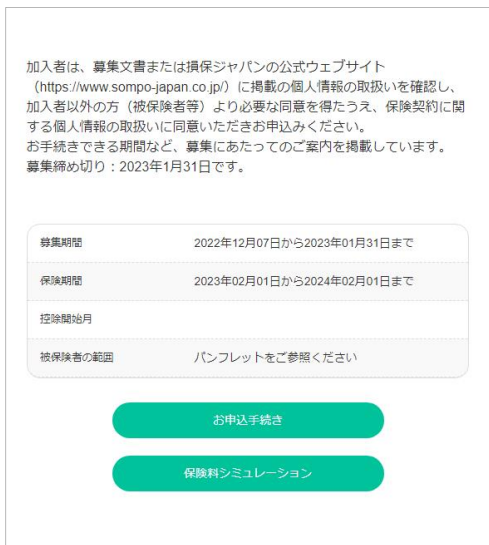 加入者は、募集文書または損保ジャパンの公式ウェブサイト
（https://www.sompo-japan.co.jp/）に掲載の個人情報の取扱いを確認し、
加入者以外の方（被保険者等）より必要な同意を得たうえ、保険契約に関
する個人情報の取扱いに同意いただきお申込みください。
お手続きできる期間など、募集にあたってのご案内を掲載しています。
募集締め切り：2023年1月31日です。
募集期間 2022年12月07日から2023年01月31日まで
保険期間 2023年02月01日から2024年02月01日まで
控除開始月
被保険者の範囲 パンフレットをご参照ください
お申込手続き
保険料シミュレーション